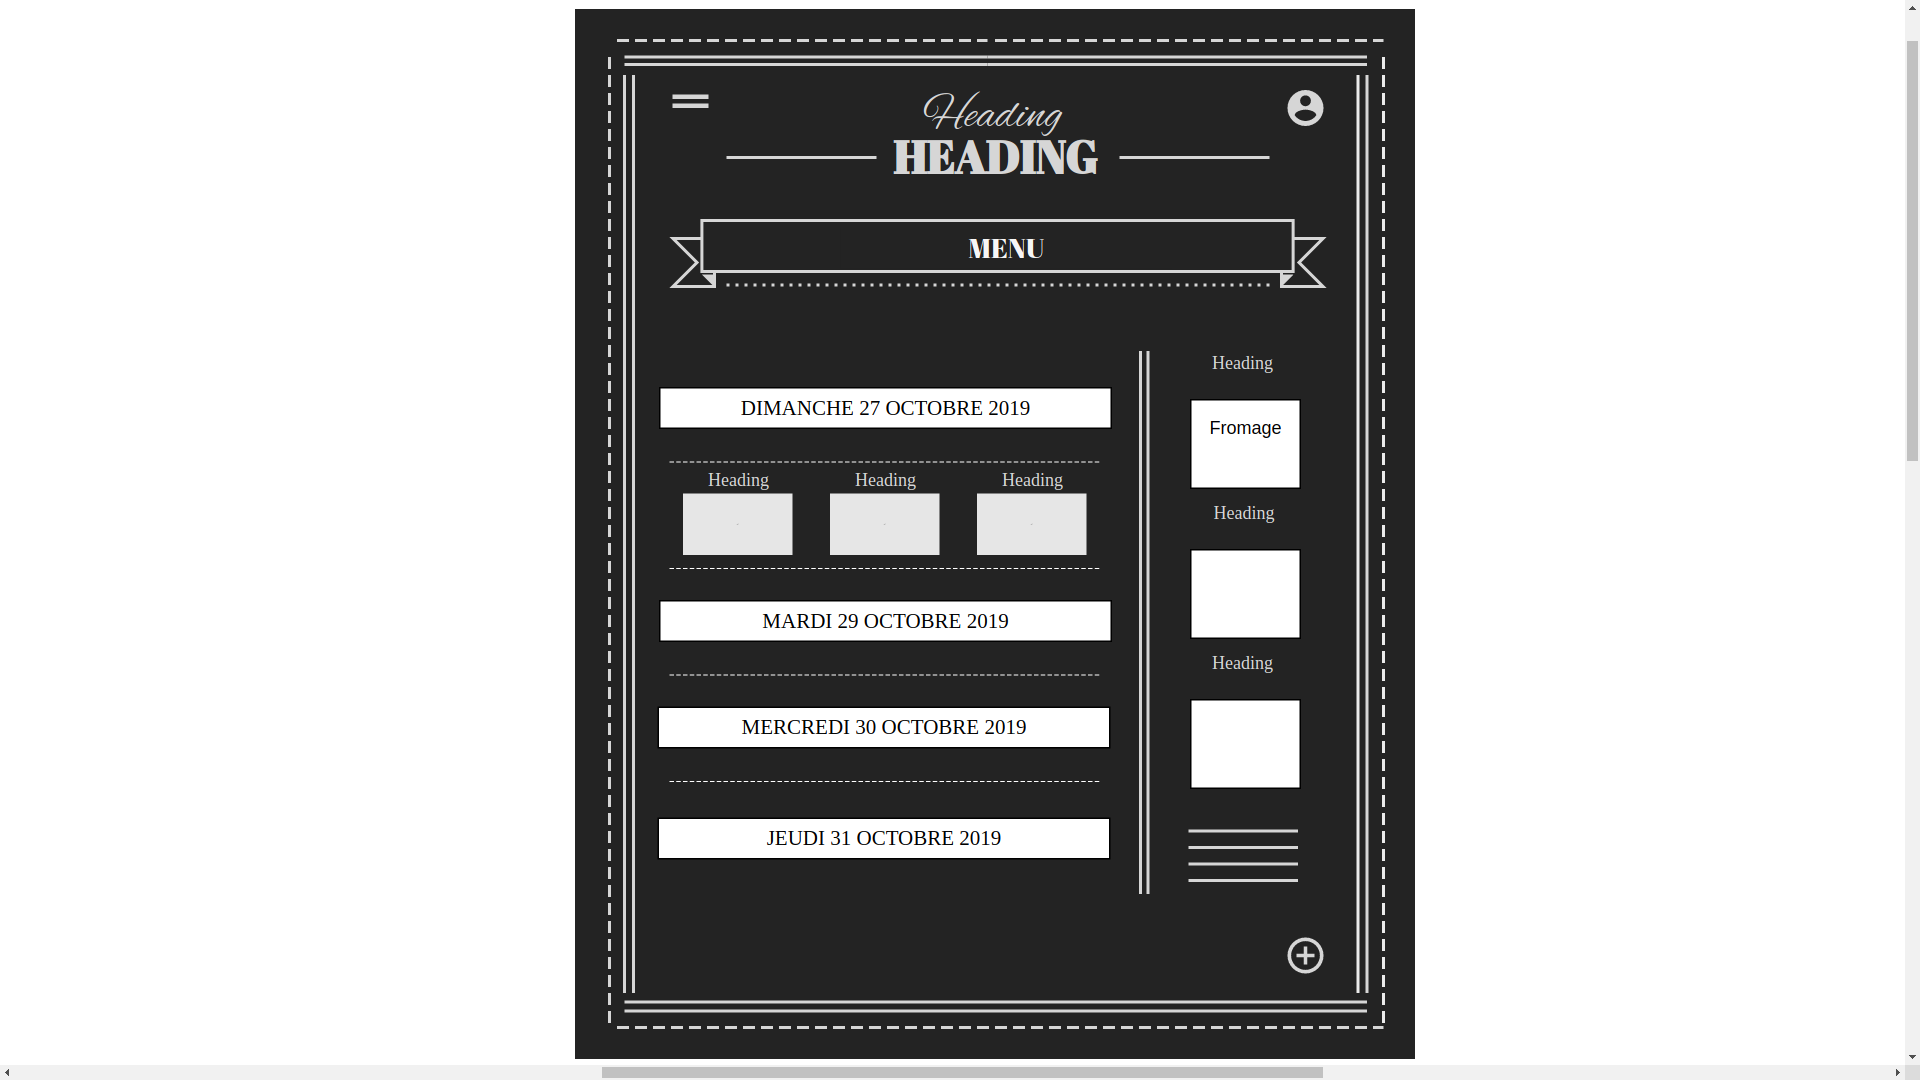 Heading
HEADING
MENU
DIMANCHE 27 OCTOBRE 2019
Heading Heading Heading
MARDI 29 OCTOBRE 2019
MERCREDI 30 OCTOBRE 2019
JEUDI 31 OCTOBRE 2019
Heading
Fromage
Heading
Heading